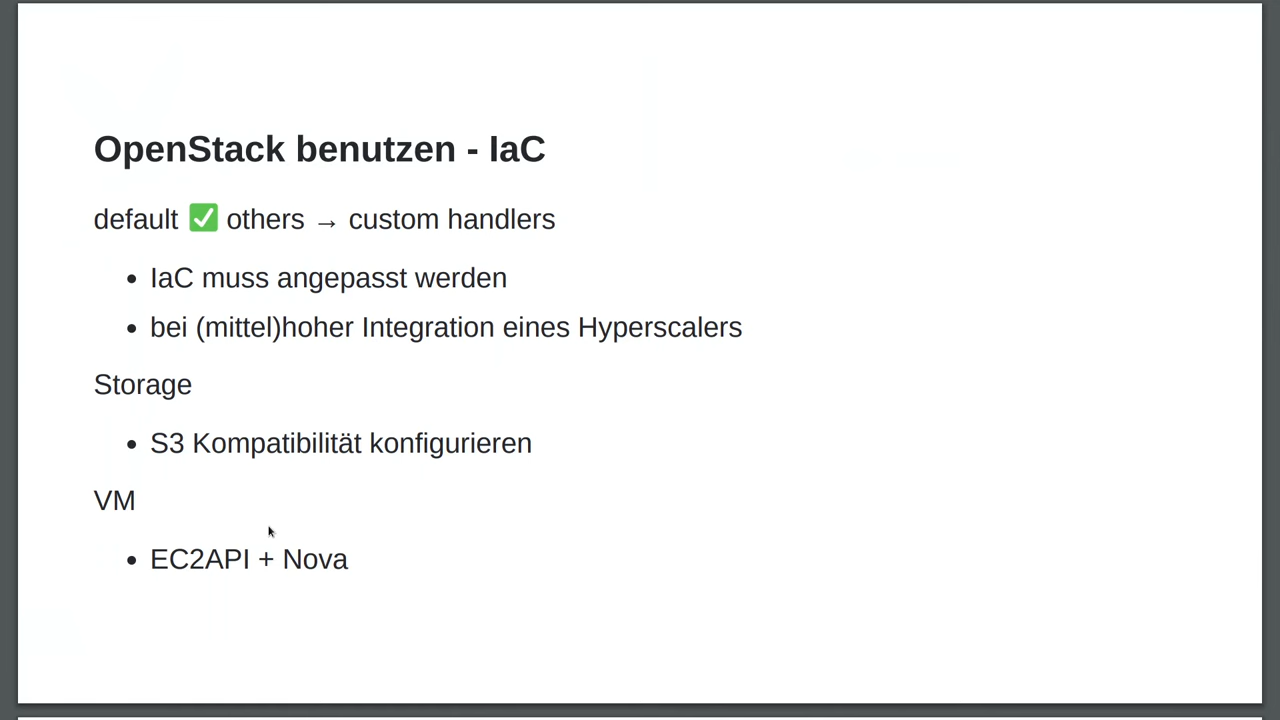 OpenStack benutzen - IaC
default ✅ others → custom handlers
• IaC muss angepasst werden
• bei (mittel)hoher Integration eines Hyperscalers
Storage
• S3 Kompatibilität konfigurieren
VM
• EC2API + Nova